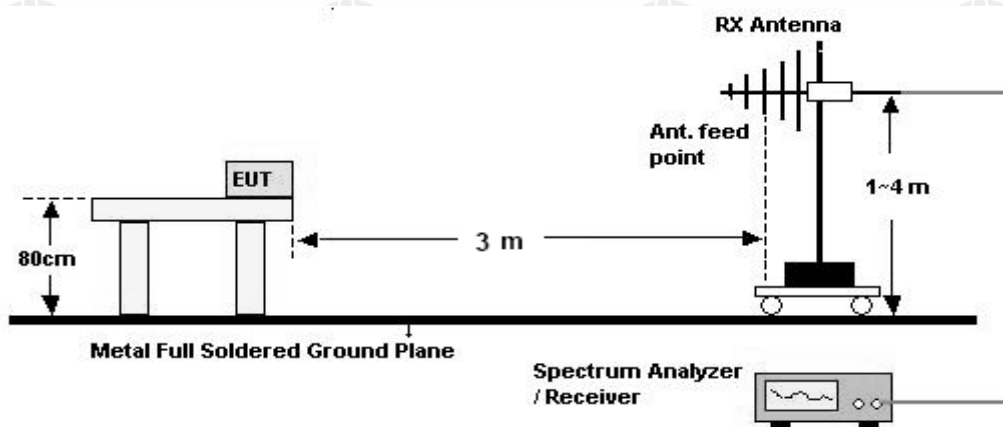 RX Antenna
Ant. feed
point
EUT
1~4 m
3 m
80cm
Metal Full Soldered Ground Plane
Spectrum Analyzer
/ Receiver